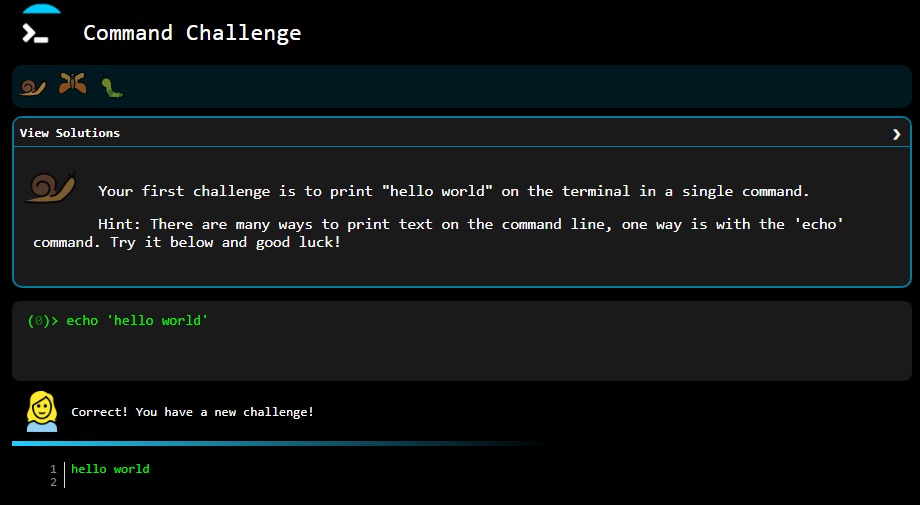 Command Challenge
View Solutions
Your first challenge is to print "hello world" on the terminal in a single command.
Hint: There are many ways to print text on the command line, one way is with the 'echo'
command. Try it below and good luck!
(0)> echo 'hello world'
Correct! You have a new challenge!
1 hello world
2